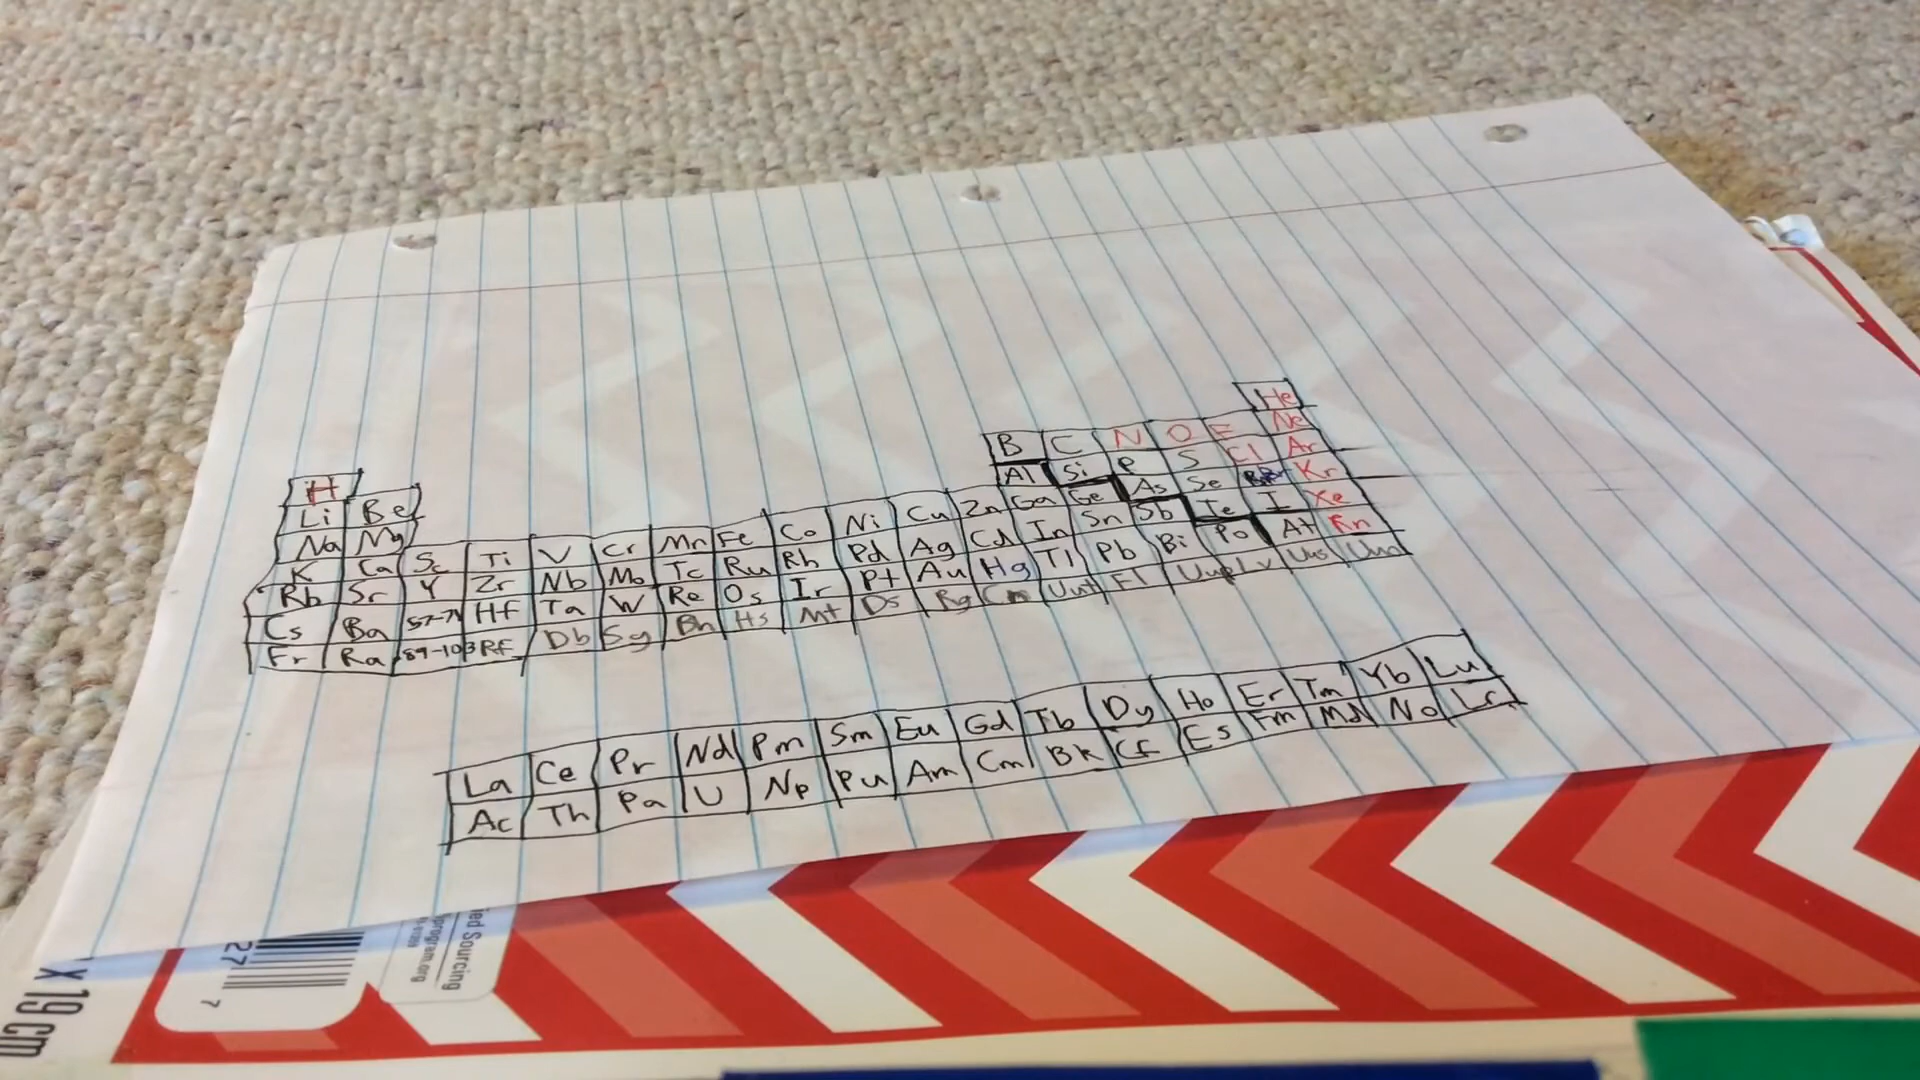 He
H Ne
Li Be B C N O F Ar
Na Mg Al Si P S Cl Kr
K Ca Sc Ti V Cr Mn Fe Co Ni Cu Zn Ga Ge As Se Br Xe
Rb Sr Y Zr Nb Mo Tc Ru Rh Pd Ag Cd In Sn Sb Te I Rn
Cs Ba 57-71 Hf Ta W Re Os Ir Pt Au Hg Tl Pb Bi Po At
Fr Ra 89-103 Rf Db Sg Bh Hs Mt Ds Rg Cn Uut Fl Uup Lv Uus Uuo
La Ce Pr Nd Pm Sm Eu Gd Tb Dy Ho Er Tm Yb Lu
Ac Th Pa U Np Pu Am Cm Bk Cf Es Fm Md No Lr
ied Sourcing
program.org
27
7
X 19 cm